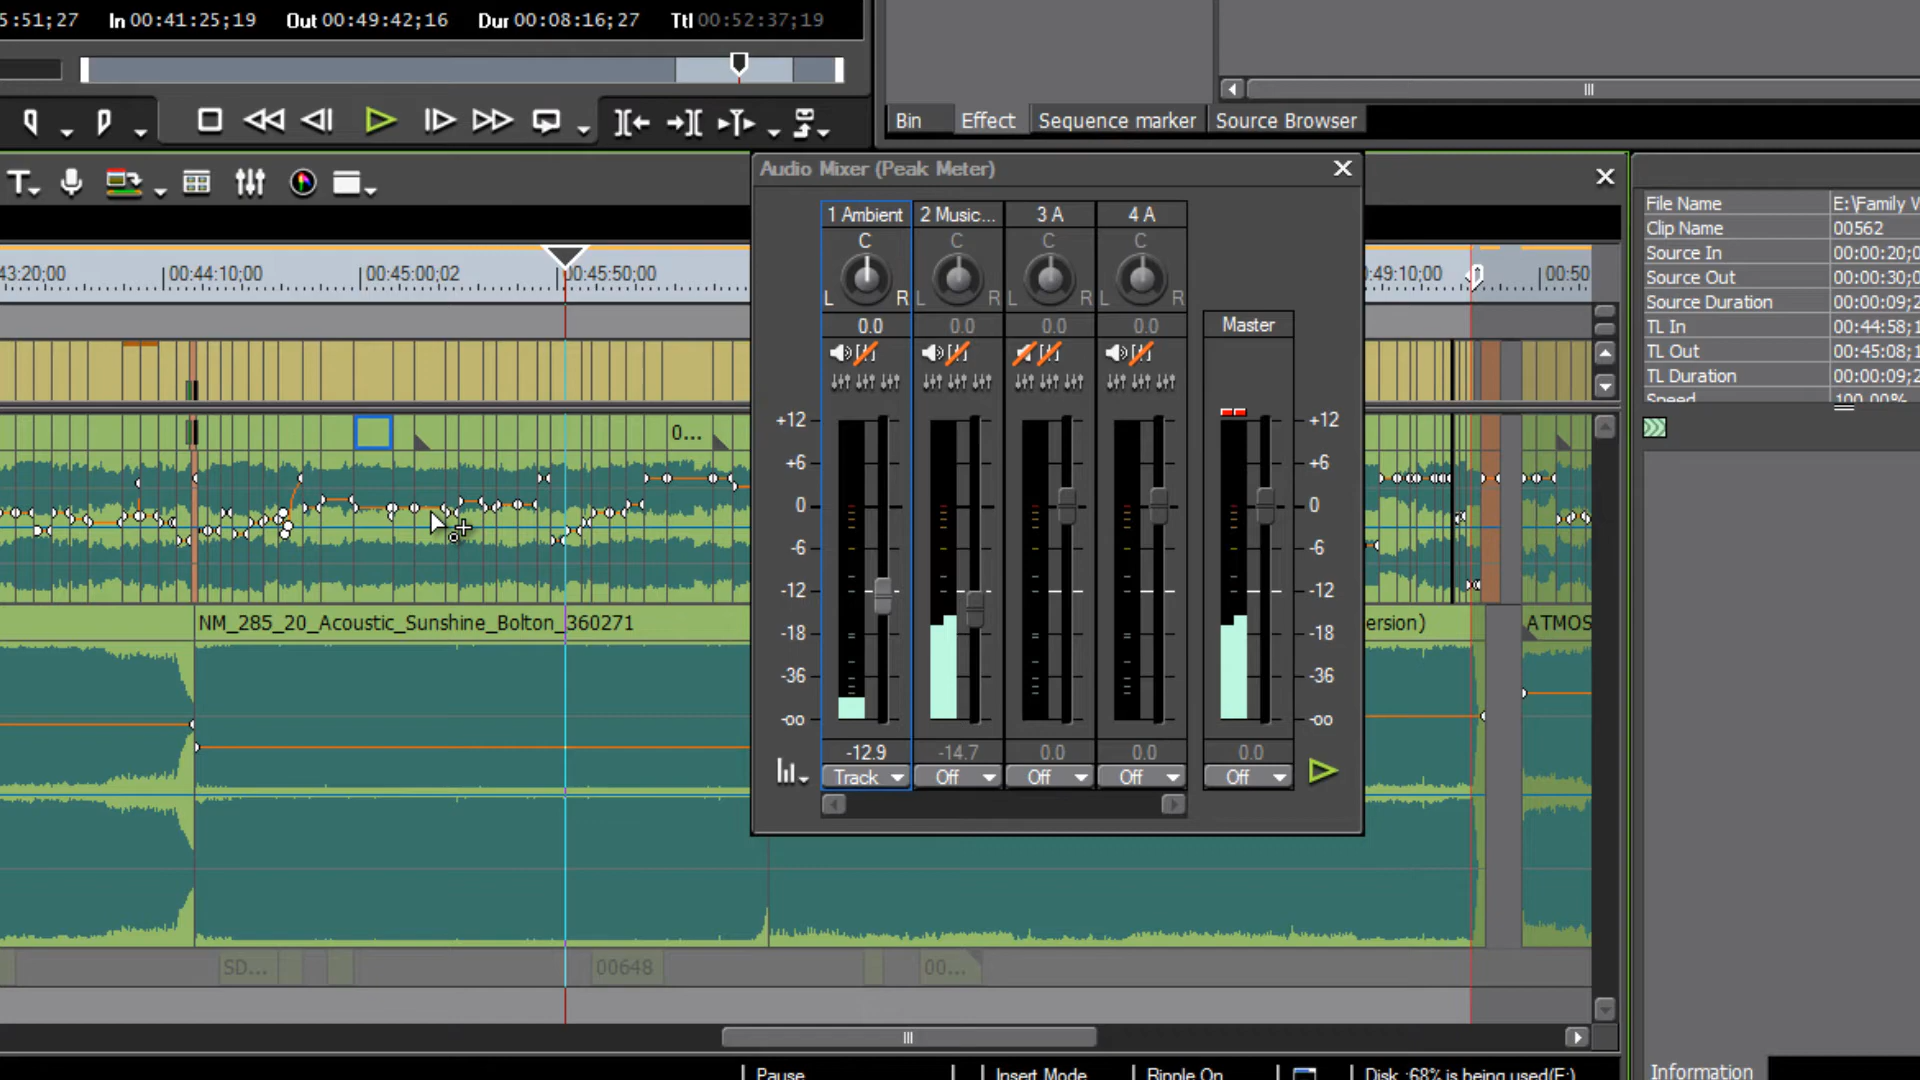 5:51;27 In 00:41:25;19 Out 00:49:42;16 Dur 00:08:16;27 Ttl 00:52:37;19
Bin Effect Sequence marker Source Browser
Audio Mixer (Peak Meter)
1 Ambient 2 Music... 3 A 4 A
C C C C
L R L R L R L R
0.0 0.0 0.0 0.0
Master
+12 +12
+6 +6
0 0
-6 -6
-12 -12
-18 -18
-36 -36
-oo -oo
-12.9 -14.7 0.0 0.0 0.0
Track Off Off Off Off
43:20:00 00:44:10;00 00:45:00;02 00:45:50;00 0:49:10;00 00:50
0...
NM_285_20_Acoustic_Sunshine_Bolton_360271 ersion) ATMOS
SD... 00648 00...
File Name E:\Family V
Clip Name 00562
Source In 00:00:20;0
Source Out 00:00:30;0
Source Duration 00:00:09;2
TL In 00:44:58;1
TL Out 00:45:08;1
TL Duration 00:00:09;2
Speed 100.00%
Information
Pause Insert Mode Ripple On Disk :68% is being used(E:)